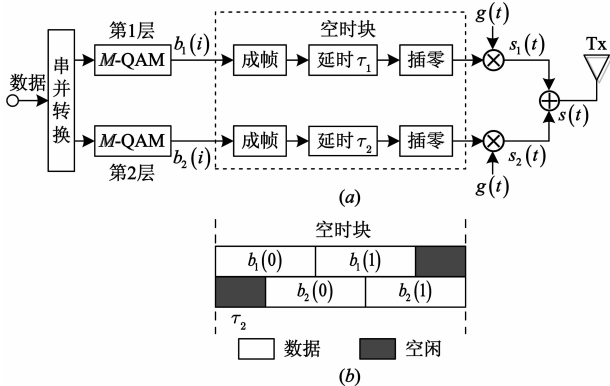 第1层
空时块
g(t)
数据
串并转换
M-QAM
b₁(i)
成帧
延时 τ₁
插零
s₁(t)
Tx
M-QAM
b₂(i)
成帧
延时 τ₂
插零
s₂(t)
s(t)
第2层
g(t)
(a)
空时块
b₁(0) b₁(1)
b₂(0) b₂(1)
τ₂
数据 空闲
(b)